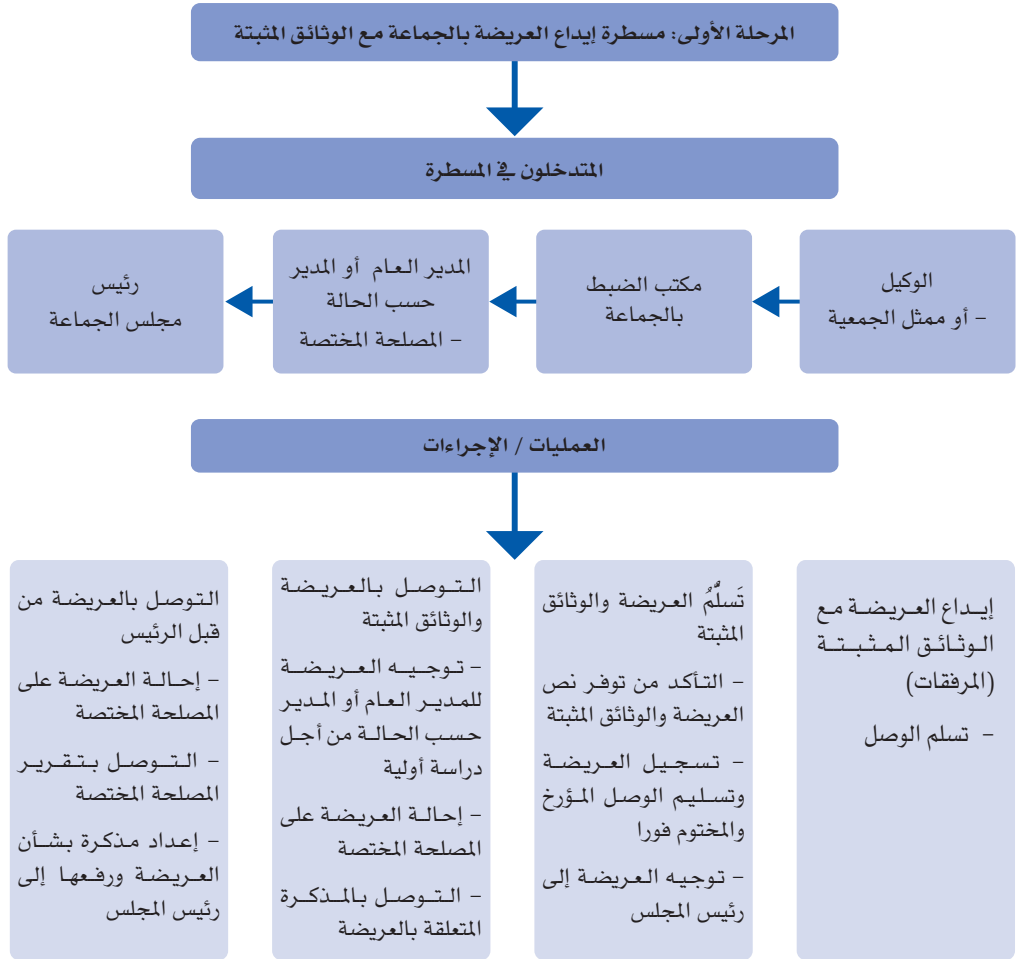 المرحلة الأولى: مسطرة إيداع العريضة بالجماعة مع الوثائق المثبتة
المتدخلون في المسطرة
الوكيل
– أو ممثل الجمعية
مكتب الضبط
بالجماعة
المدير العام أو المدير
حسب الحالة
– المصلحة المختصة
رئيس
مجلس الجماعة
العمليات / الإجراءات
إيداع العريضة مع
الوثائق المثبتة
(المرفقات)
– تسلم الوصل
تَسلُّمُ العريضة والوثائق
المثبتة
– التأكد من توفر نص
العريضة والوثائق المثبتة
– تسجيل العريضة
وتسليم الوصل المؤرخ
والمختوم فورا
– توجيه العريضة إلى
رئيس المجلس
التوصل بالعريضة
والوثائق المثبتة
– توجيه العريضة
للمدير العام أو المدير
حسب الحالة من أجل
دراسة أولية
– إحالة العريضة على
المصلحة المختصة
– التوصل بالمذكرة
المتعلقة بالعريضة
التوصل بالعريضة من
قبل الرئيس
– إحالة العريضة على
المصلحة المختصة
– التوصل بتقرير
المصلحة المختصة
– إعداد مذكرة بشأن
العريضة ورفعها إلى
رئيس المجلس